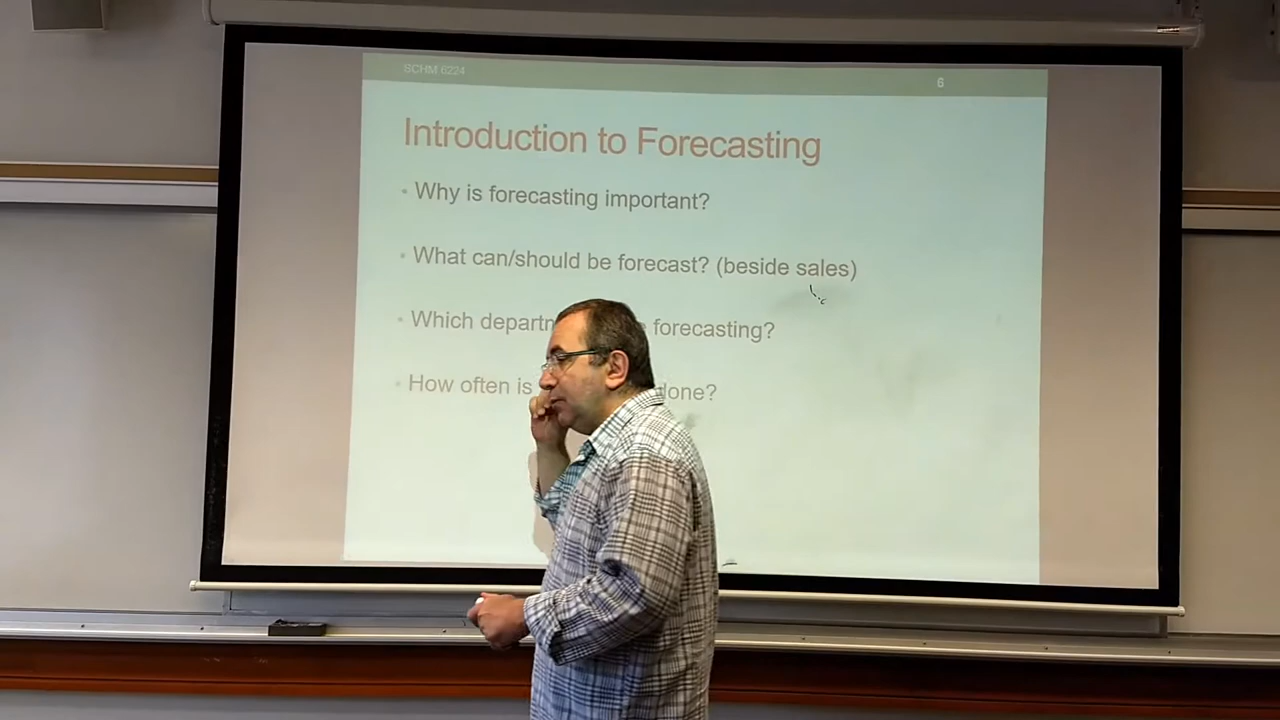 SCHM 6224
6
Introduction to Forecasting
• Why is forecasting important?
• What can/should be forecast? (beside sales)
• Which forecasting?
• How often is done?